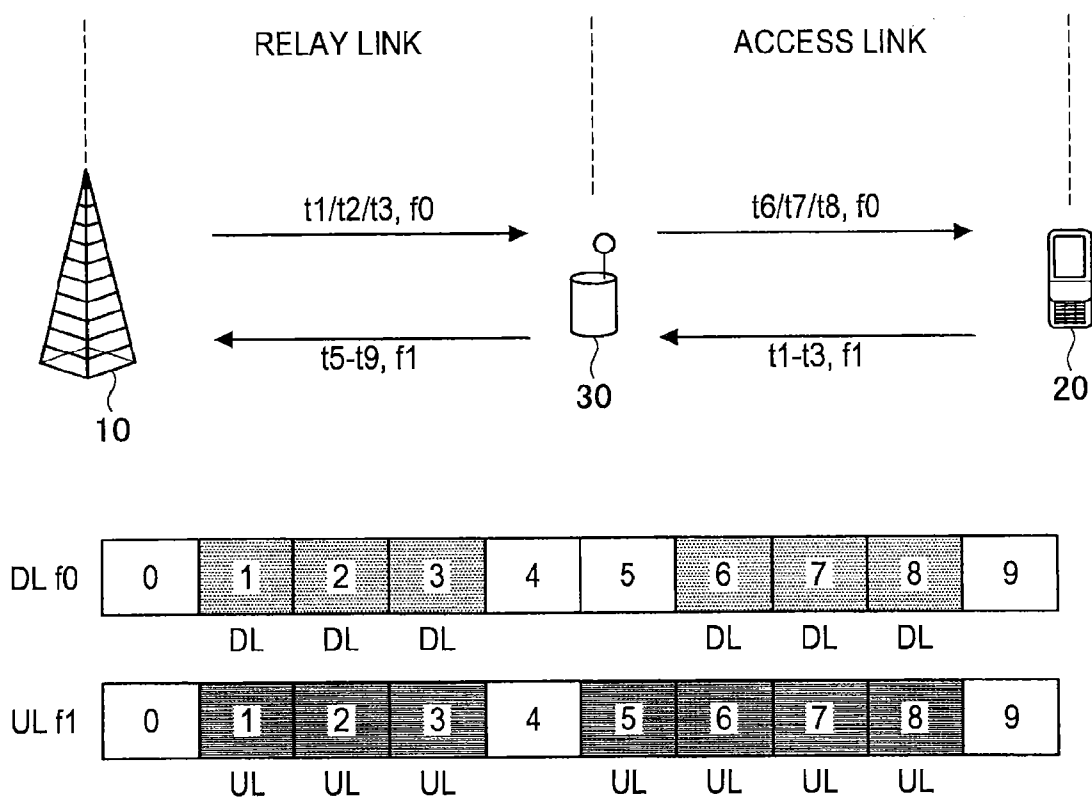 RELAY LINK
ACCESS LINK
t1/t2/t3, f0
t6/t7/t8, f0
t5-t9, f1
t1-t3, f1
10
30
20
DL f0 0 1 2 3 4 5 6 7 8 9
DL DL DL DL DL DL
UL f1 0 1 2 3 4 5 6 7 8 9
UL UL UL UL UL UL UL